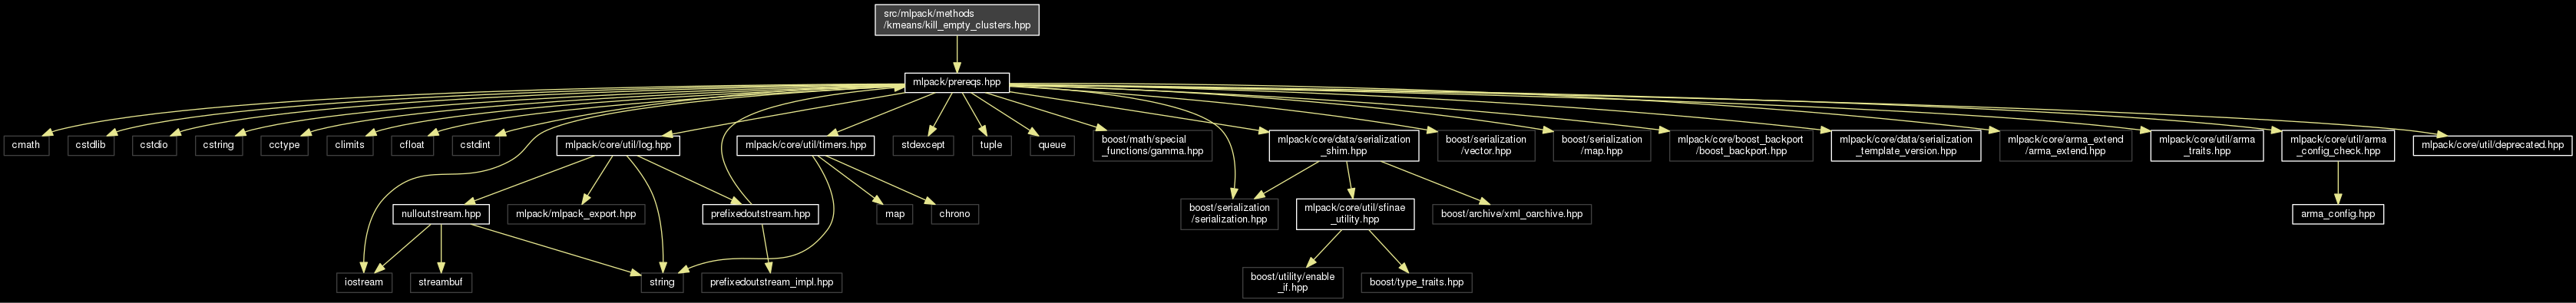 src/mlpack/methods
/kmeans/kill_empty_clusters.hpp
mlpack/prereqs.hpp
cmath
cstdlib
cstdio
cstring
cctype
climits
cfloat
cstdint
mlpack/core/util/log.hpp
mlpack/core/util/timers.hpp
stdexcept
tuple
queue
boost/math/special
_functions/gamma.hpp
mlpack/core/data/serialization
_shim.hpp
boost/serialization
/vector.hpp
boost/serialization
/map.hpp
mlpack/core/boost_backport
/boost_backport.hpp
mlpack/core/data/serialization
_template_version.hpp
mlpack/core/arma_extend
/arma_extend.hpp
mlpack/core/util/arma
_traits.hpp
mlpack/core/util/arma
_config_check.hpp
mlpack/core/util/deprecated.hpp
nulloutstream.hpp
mlpack/mlpack_export.hpp
prefixedoutstream.hpp
map
chrono
boost/serialization
/serialization.hpp
mlpack/core/util/sfinae
_utility.hpp
boost/archive/xml_oarchive.hpp
arma_config.hpp
iostream
streambuf
string
prefixedoutstream_impl.hpp
boost/utility/enable
_if.hpp
boost/type_traits.hpp